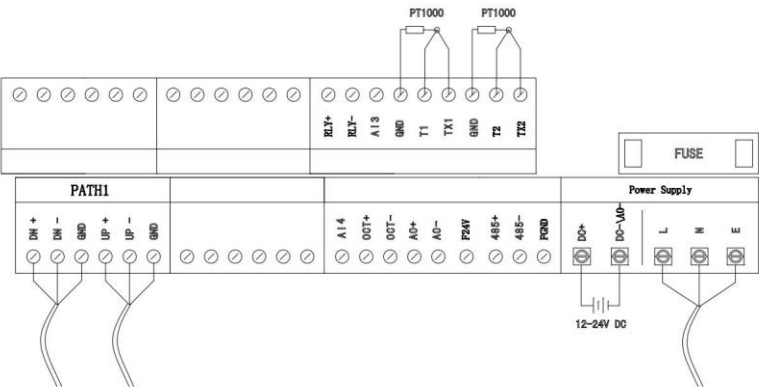 PT1000 PT1000
RLY+ RLY- AI3 GND T1 TX1 GND T2 TX2
FUSE
PATH1 Power Supply
DN + DN - GND UP + UP - GND AI4 OCT+ OCT- AO+ AO- F24V 485+ 485- PGND DC+ DC-\AO- L N E
12-24V DC